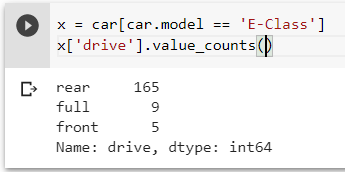 x = car[car.model == 'E-Class']
x['drive'].value_counts()
rear 165
full 9
front 5
Name: drive, dtype: int64